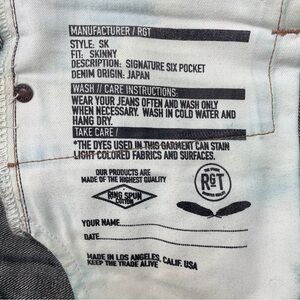 MANUFACTURER / RGT
STYLE: SK
FIT: SKINNY
DESCRIPTION: SIGNATURE SIX POCKET
DENIM ORIGIN: JAPAN
WASH // CARE INSTRUCTIONS:
WEAR YOUR JEANS OFTEN AND WASH ONLY
WHEN NECESSARY. WASH IN COLD WATER AND
HANG DRY.
TAKE CARE /
*THE DYES USED IN THIS GARMENT CAN STAIN
LIGHT COLORED FABRICS AND SURFACES.
OUR PRODUCTS ARE
MADE OF THE HIGHEST QUALITY
RING SPUN
COTTON
RGT
YOUR NAME
DATE
MADE IN LOS ANGELES, CALIF. USA
KEEP THE TRADE ALIVE